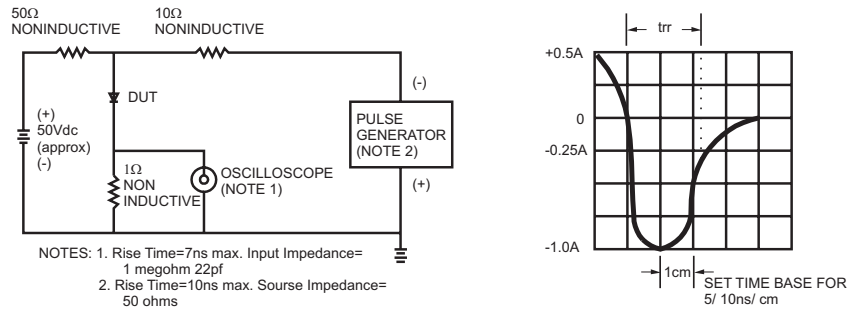 50Ω
NONINDUCTIVE
10Ω
NONINDUCTIVE
(+)
50Vdc
(approx)
(-)
DUT
1Ω
NON
INDUCTIVE
OSCILLOSCOPE
(NOTE 1)
(-)
PULSE
GENERATOR
(NOTE 2)
(+)
NOTES: 1. Rise Time=7ns max. Input Impedance=
1 megohm 22pf
2. Rise Time=10ns max. Sourse Impedance=
50 ohms
trr
+0.5A
0
-0.25A
-1.0A
1cm
SET TIME BASE FOR
5/ 10ns/ cm